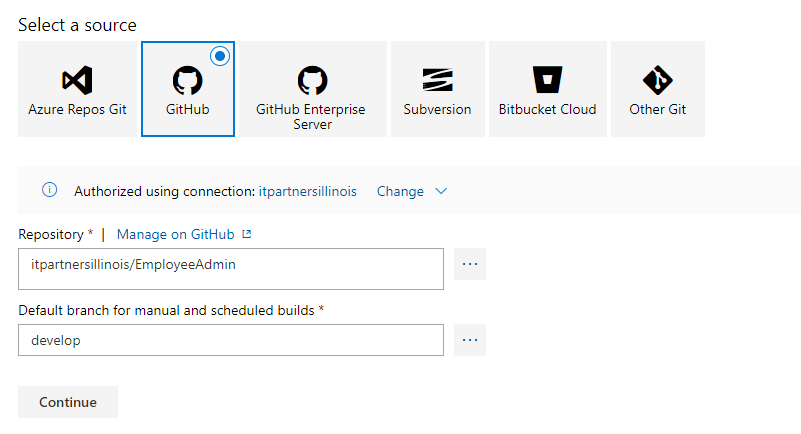 Select a source
Azure Repos Git
GitHub
GitHub Enterprise
Server
Subversion
Bitbucket Cloud
Other Git
Authorized using connection: itpartnersillinois Change
Repository * | Manage on GitHub
itpartnersillinois/EmployeeAdmin
...
Default branch for manual and scheduled builds *
develop
...
Continue